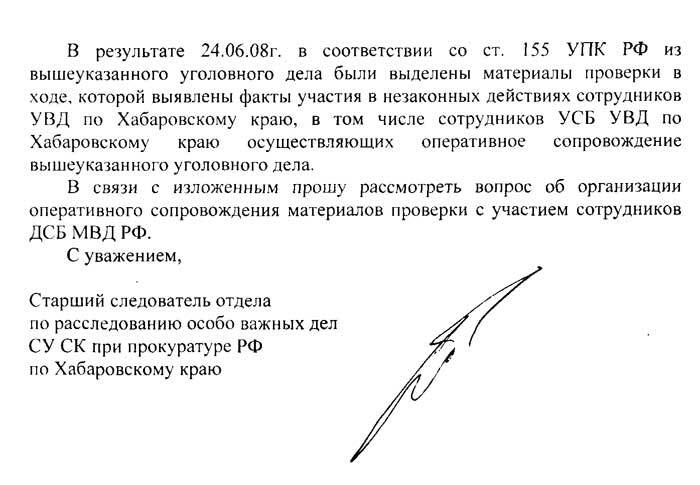 В результате 24.06.08г. в соответствии со ст. 155 УПК РФ из
вышеуказанного уголовного дела были выделены материалы проверки в
ходе, которой выявлены факты участия в незаконных действиях сотрудников
УВД по Хабаровскому краю, в том числе сотрудников УСБ УВД по
Хабаровскому краю осуществляющих оперативное сопровождение
вышеуказанного уголовного дела.
В связи с изложенным прошу рассмотреть вопрос об организации
оперативного сопровождения материалов проверки с участием сотрудников
ДСБ МВД РФ.
С уважением,
Старший следователь отдела
по расследованию особо важных дел
СУ СК при прокуратуре РФ
по Хабаровскому краю